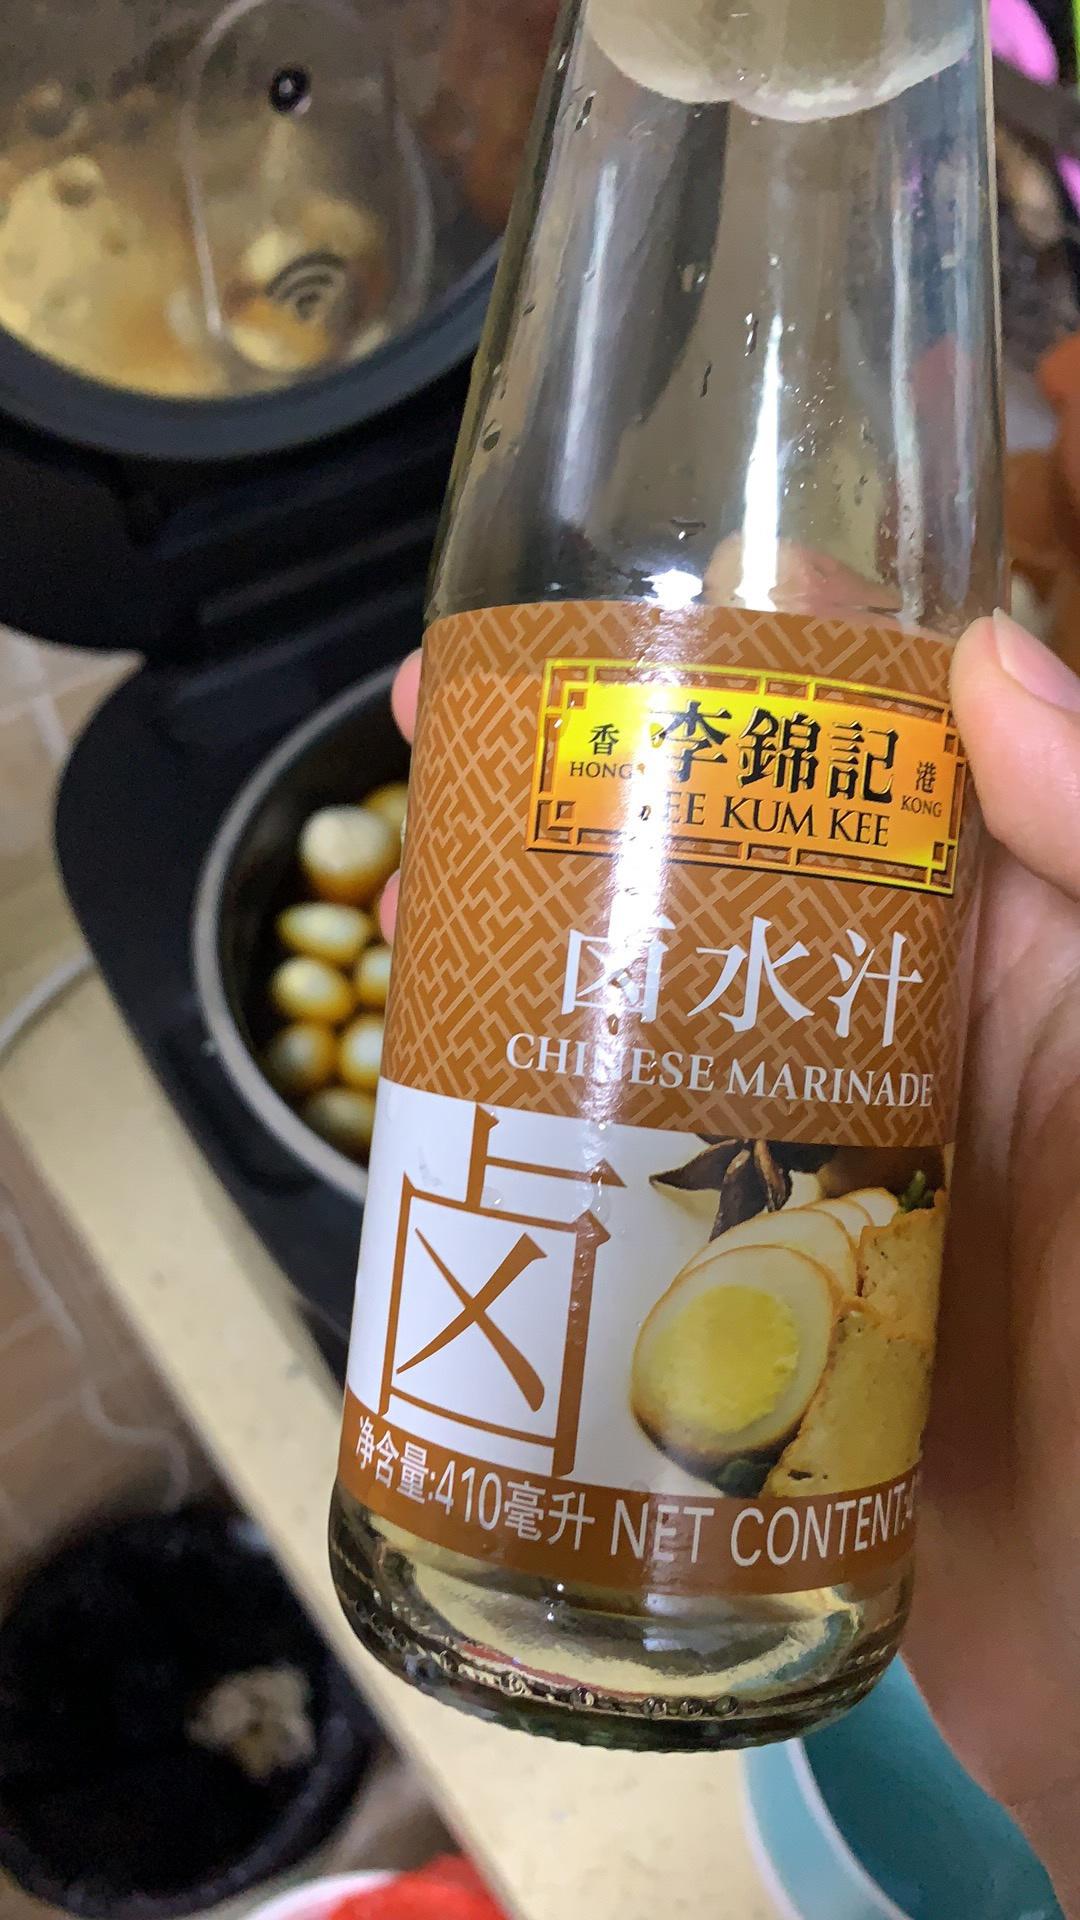 香 李錦記 港
HONG LEE KUM KEE KONG
卤水汁
CHINESE MARINADE
卤
净含量:410毫升 NET CONTENT: